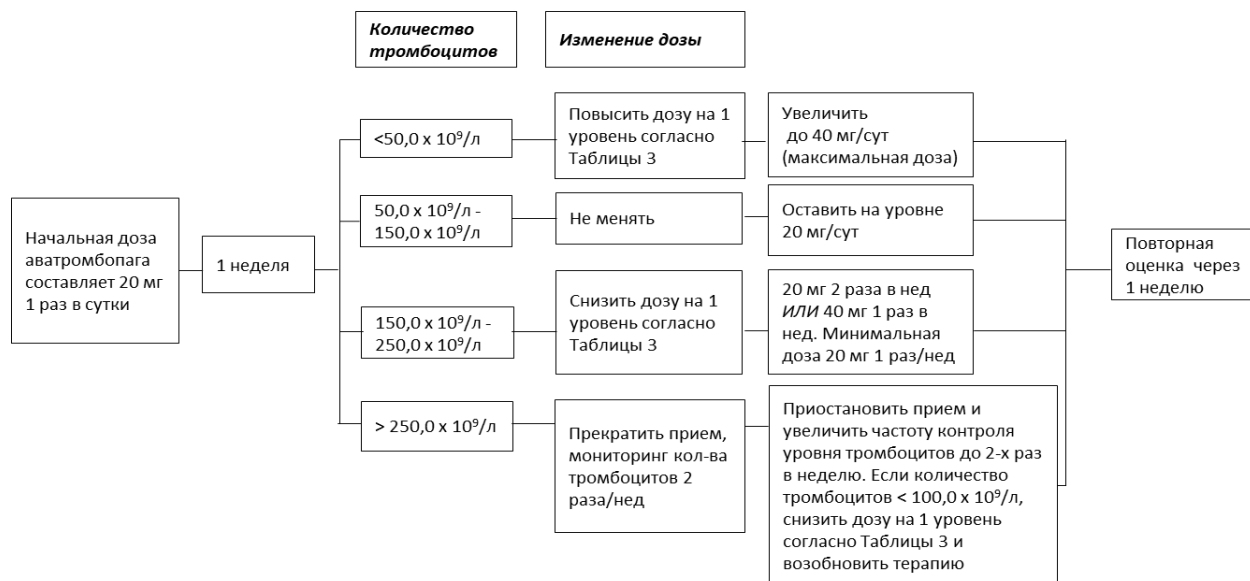 Количество
тромбоцитов
Изменение дозы
Начальная доза
аватромбопага
составляет 20 мг
1 раз в сутки
1 неделя
<50,0 x 10⁹/л
Повысить дозу на 1
уровень согласно
Таблицы 3
Увеличить
до 40 мг/сут
(максимальная доза)
50,0 x 10⁹/л -
150,0 x 10⁹/л
Не менять
Оставить на уровне
20 мг/сут
150,0 x 10⁹/л -
250,0 x 10⁹/л
Снизить дозу на 1
уровень согласно
Таблицы 3
20 мг 2 раза в нед
ИЛИ 40 мг 1 раз в
нед. Минимальная
доза 20 мг 1 раз/нед
> 250,0 x 10⁹/л
Прекратить прием,
мониторинг кол-ва
тромбоцитов 2
раза/нед
Приостановить прием и
увеличить частоту контроля
уровня тромбоцитов до 2-х раз
в неделю. Если количество
тромбоцитов < 100,0 x 10⁹/л,
снизить дозу на 1 уровень
согласно Таблицы 3 и
возобновить терапию
Повторная
оценка через
1 неделю